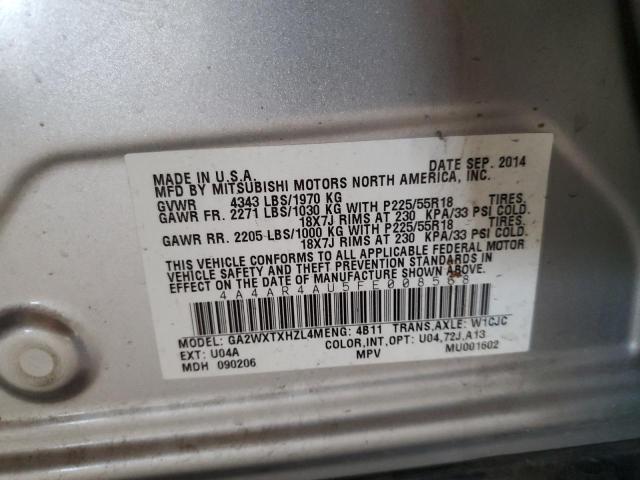 MADE IN U.S.A. DATE SEP. 2014
MFD BY MITSUBISHI MOTORS NORTH AMERICA, INC.
GVWR 4343 LBS/1970 KG
GAWR FR. 2271 LBS/1030 KG WITH P225/55R18 TIRES.
18X7J RIMS AT 230 KPA/33 PSI COLD.
GAWR RR. 2205 LBS/1000 KG WITH P225/55R18 TIRES.
18X7J RIMS AT 230 KPA/33 PSI COLD.
THIS VEHICLE CONFORMS TO ALL APPLICABLE FEDERAL MOTOR
VEHICLE SAFETY AND THEFT PREVENTION STANDARDS IN
EFFECT ON THE DATE OF MANUFACTURE SHOWN ABOVE.
4A4AR4AU5FE008568
MODEL: GA2WXTXHZL4MENG: 4B11 TRANS,AXLE: W1CJC
EXT: U04A COLOR,INT,OPT: U04,72J,A13
MDH 090206 MPV MU001602